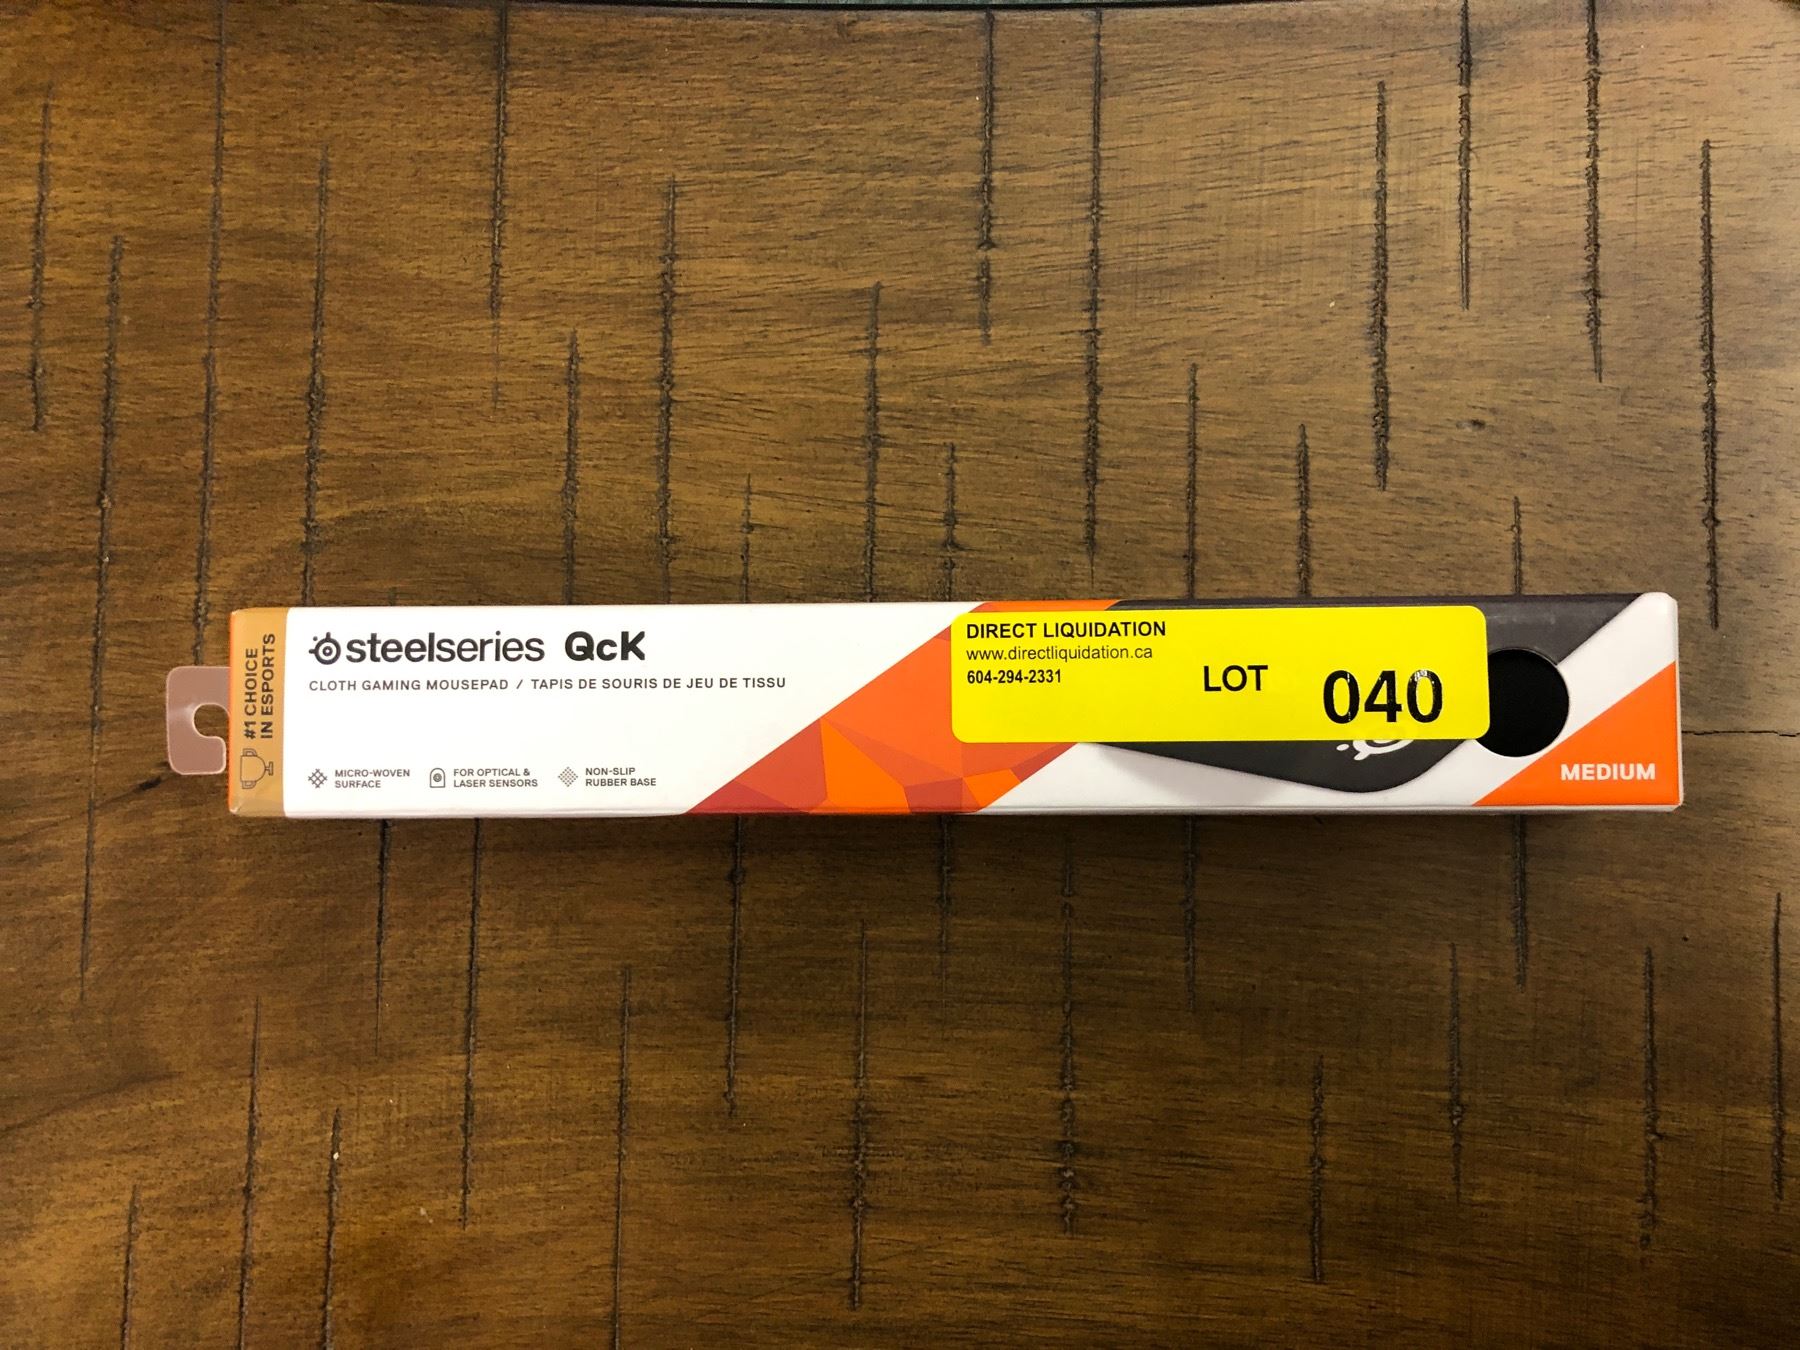 #1 CHOICE
IN ESPORTS
steelseries QcK
CLOTH GAMING MOUSEPAD / TAPIS DE SOURIS DE JEU DE TISSU
MICRO-WOVEN
SURFACE
FOR OPTICAL &
LASER SENSORS
NON-SLIP
RUBBER BASE
DIRECT LIQUIDATION
www.directliquidation.ca
604-294-2331
LOT
040
MEDIUM